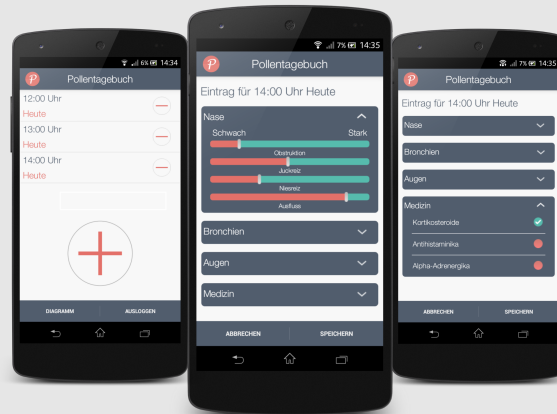 6% 14:34
Pollentagebuch
12:00 Uhr
Heute
13:00 Uhr
Heute
14:00 Uhr
Heute
DIAGRAMM AUSLOGGEN
7% 14:35
Pollentagebuch
Eintrag für 14:00 Uhr Heute
Nase
Schwach Stark
Obstruktion
Juckreiz
Niesreiz
Ausfluss
Bronchien
Augen
Medizin
ABBRECHEN SPEICHERN
7% 14:35
Pollentagebuch
Eintrag für 14:00 Uhr Heute
Nase
Bronchien
Augen
Medizin
Kortikosteroide
Antihistaminika
Alpha-Adrenergika
ABBRECHEN SPEICHERN